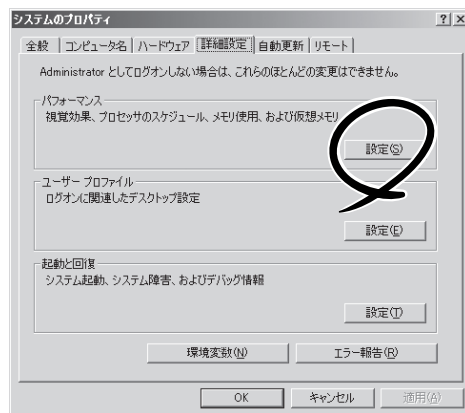 システムのプロパティ
全般 コンピュータ名 ハードウェア 詳細設定 自動更新 リモート
Administrator としてログオンしない場合は、これらのほとんどの変更はできません。
パフォーマンス
視覚効果、プロセッサのスケジュール、メモリ使用、および仮想メモリ
設定(S)
ユーザー プロファイル
ログオンに関連したデスクトップ設定
設定(E)
起動と回復
システム起動、システム障害、およびデバッグ情報
設定(T)
環境変数(N) エラー報告(R)
OK キャンセル 適用(A)